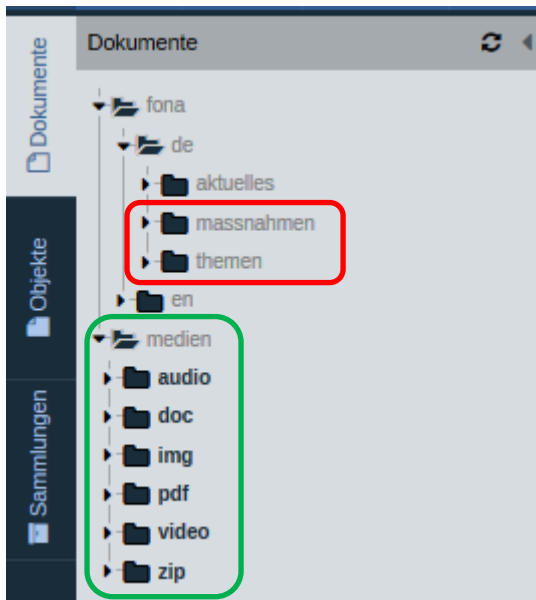 Dokumente
Dokumente
Objekte
Sammlungen
fona
de
aktuelles
massnahmen
themen
en
medien
audio
doc
img
pdf
video
zip